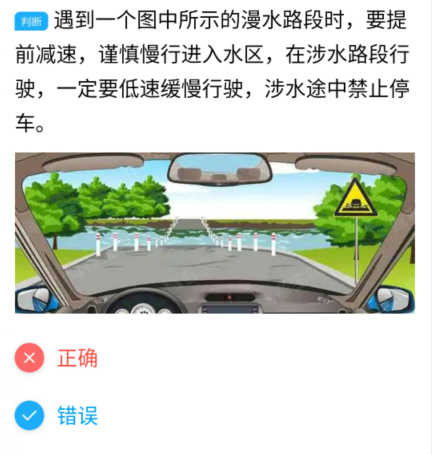 判断 遇到一个图中所示的漫水路段时，要提
前减速，谨慎慢行进入水区，在涉水路段行
驶，一定要低速缓慢行驶，涉水途中禁止停
车。
正确
错误